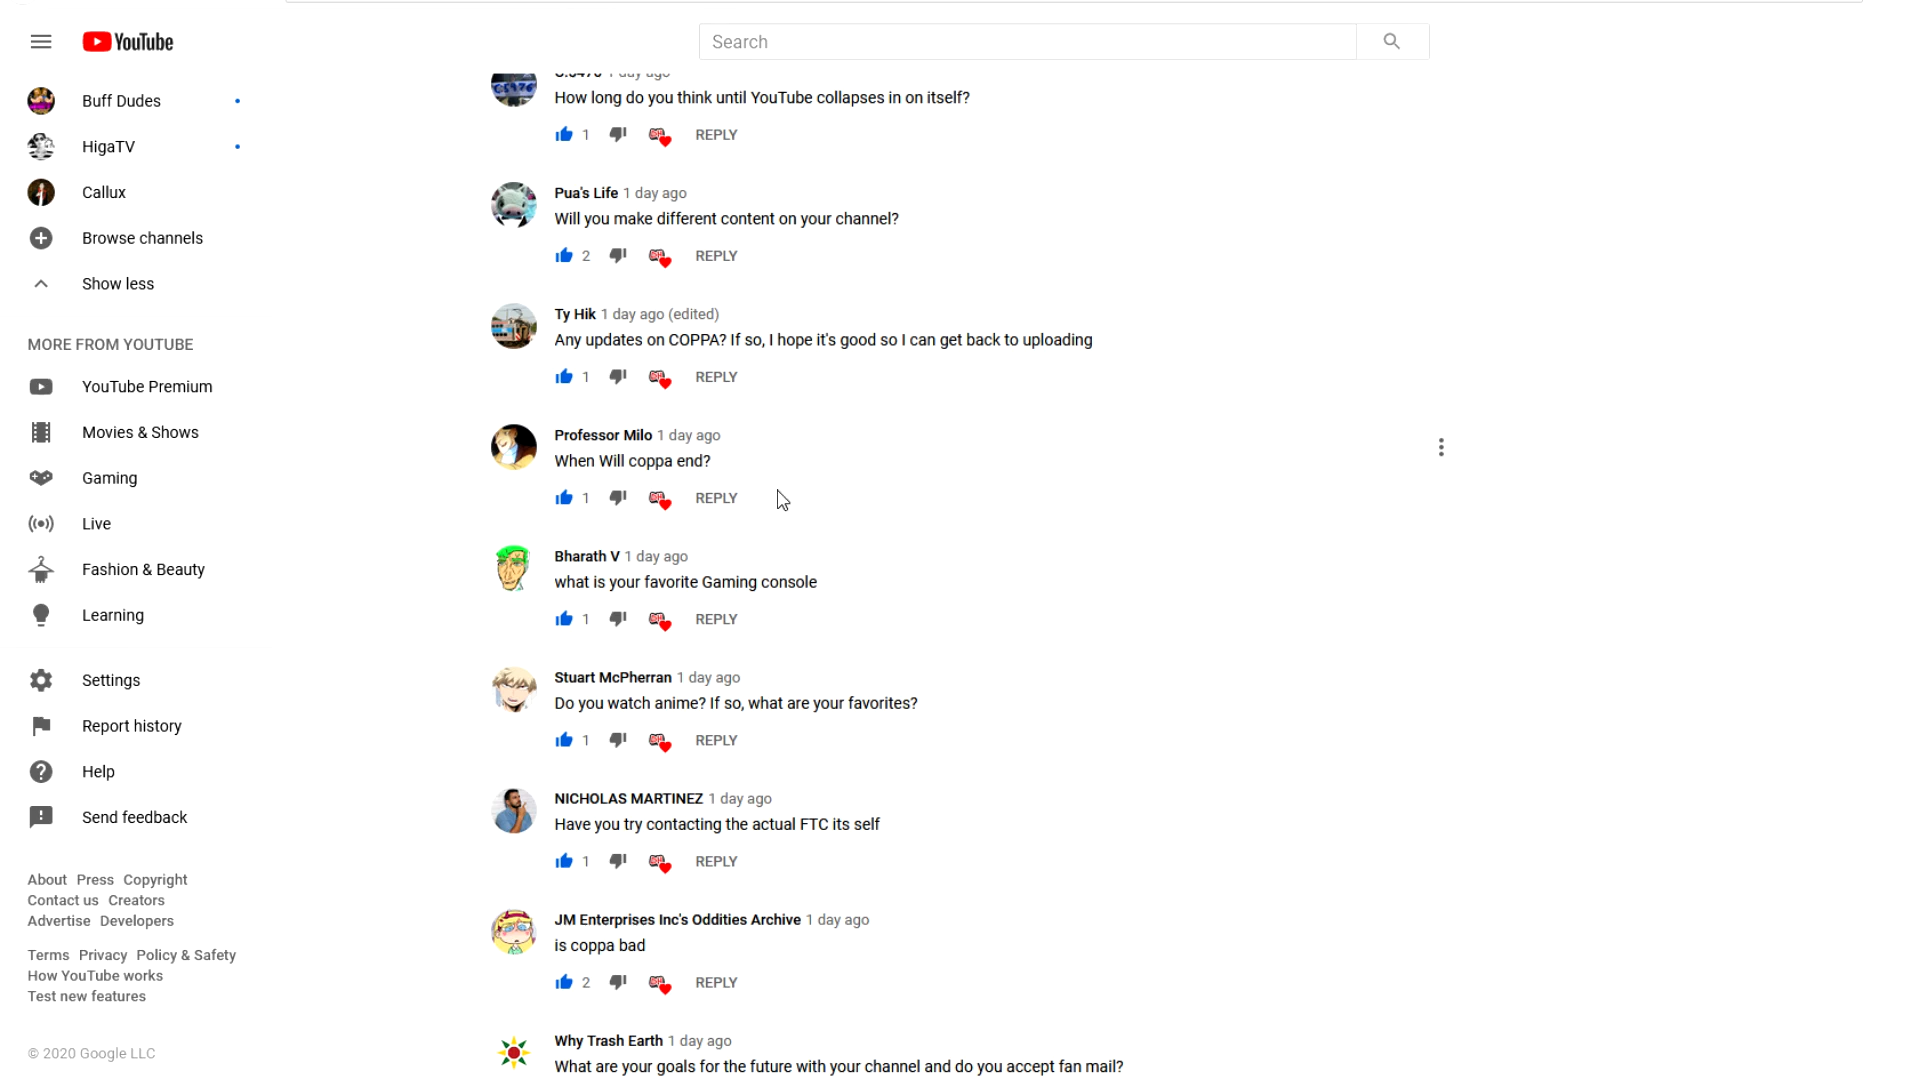 YouTube
Search
Buff Dudes
HigaTV
Callux
Browse channels
Show less
MORE FROM YOUTUBE
YouTube Premium
Movies & Shows
Gaming
Live
Fashion & Beauty
Learning
Settings
Report history
Help
Send feedback
About Press Copyright
Contact us Creators
Advertise Developers
Terms Privacy Policy & Safety
How YouTube works
Test new features
© 2020 Google LLC
1 day ago
How long do you think until YouTube collapses in on itself?
1 REPLY
Pua's Life 1 day ago
Will you make different content on your channel?
2 REPLY
Ty Hik 1 day ago (edited)
Any updates on COPPA? If so, I hope it's good so I can get back to uploading
1 REPLY
Professor Milo 1 day ago
When Will coppa end?
1 REPLY
Bharath V 1 day ago
what is your favorite Gaming console
1 REPLY
Stuart McPherran 1 day ago
Do you watch anime? If so, what are your favorites?
1 REPLY
NICHOLAS MARTINEZ 1 day ago
Have you try contacting the actual FTC its self
1 REPLY
JM Enterprises Inc's Oddities Archive 1 day ago
is coppa bad
2 REPLY
Why Trash Earth 1 day ago
What are your goals for the future with your channel and do you accept fan mail?